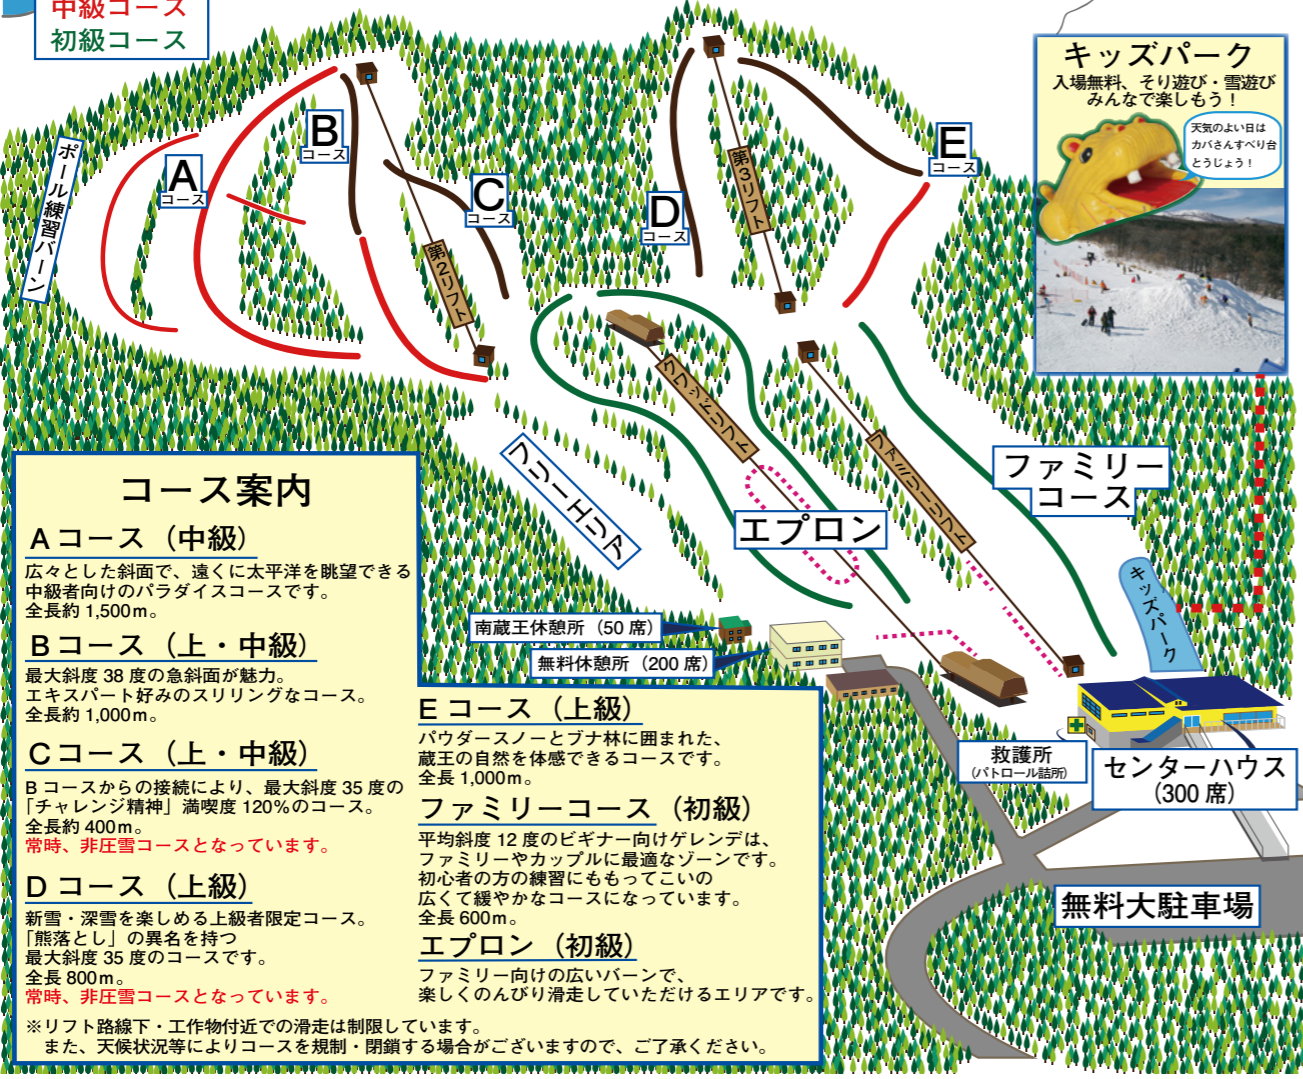 中級コース
初級コース
キッズパーク
入場無料、そり遊び・雪遊び
みんなで楽しもう！
天気のよい日は
カバさんすべり台
とうじょう！
ポール練習バーン
A
コース
B
コース
C
コース
第2リフト
D
コース
第3リフト
E
コース
クワッドリフト
ファミリーリフト
フリーエリア
エプロン
ファミリー
コース
キッズパーク
南蔵王休憩所（50 席）
無料休憩所（200 席）
救護所
（パトロール詰所）
センターハウス
（300 席）
無料大駐車場
コース案内
A コース（中級）
広々とした斜面で、遠くに太平洋を眺望できる
中級者向けのパラダイスコースです。
全長約 1,500m。
B コース（上・中級）
最大斜度 38 度の急斜面が魅力。
エキスパート好みのスリリングなコース。
全長約 1,000m。
C コース（上・中級）
B コースからの接続により、最大斜度 35 度の
「チャレンジ精神」満喫度 120%のコース。
全長約 400m。
常時、非圧雪コースとなっています。
D コース（上級）
新雪・深雪を楽しめる上級者限定コース。
「熊落とし」の異名を持つ
最大斜度 35 度のコースです。
全長 800m。
常時、非圧雪コースとなっています。
E コース（上級）
パウダースノーとブナ林に囲まれた、
蔵王の自然を体感できるコースです。
全長 1,000m。
ファミリーコース（初級）
平均斜度 12 度のビギナー向けゲレンデは、
ファミリーやカップルに最適なゾーンです。
初心者の方の練習にももってこいの
広くて緩やかなコースになっています。
全長 600m。
エプロン（初級）
ファミリー向けの広いバーンで、
楽しくのんびり滑走していただけるエリアです。
※リフト路線下・工作物付近での滑走は制限しています。
また、天候状況等によりコースを規制・閉鎖する場合がございますので、ご了承ください。